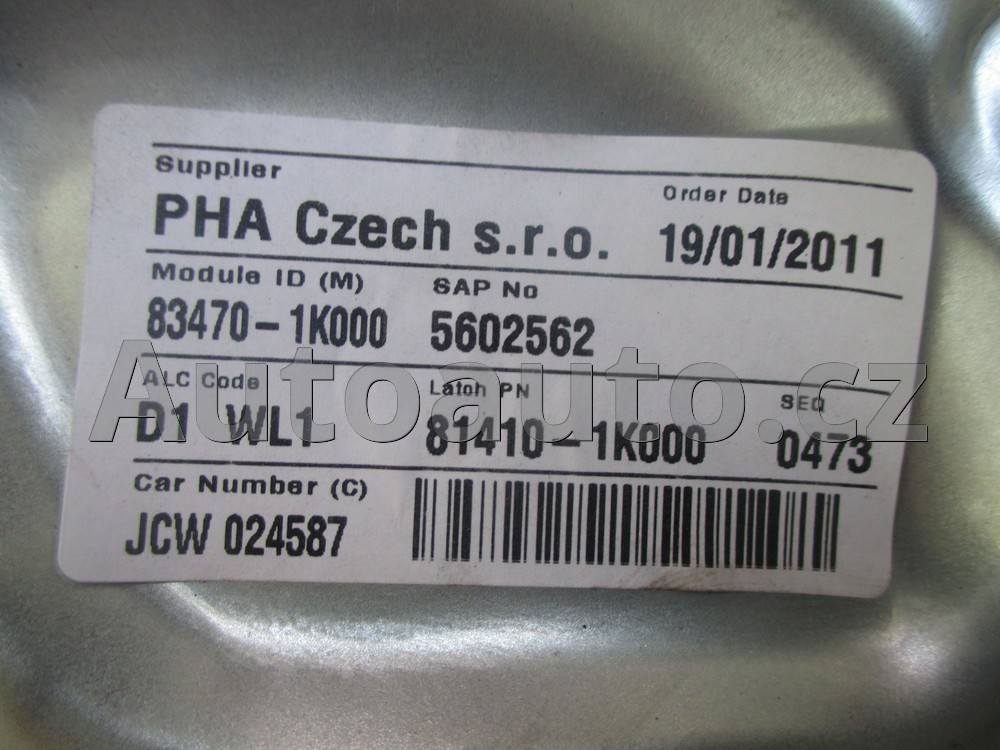 Supplier
Order Date
PHA Czech s.r.o. 19/01/2011
Module ID (M) SAP No
83470-1K000 5602562
ALC Code Latch PN SEQ
D1 WL1 81410-1K000 0473
Car Number (C)
JCW 024587
Autoauto.cz